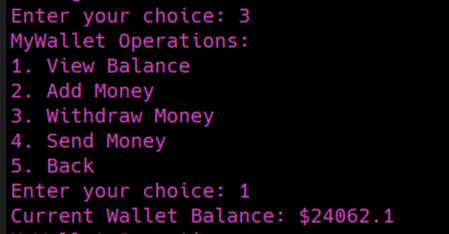 Enter your choice: 3
MyWallet Operations:
1. View Balance
2. Add Money
3. Withdraw Money
4. Send Money
5. Back
Enter your choice: 1
Current Wallet Balance: $24062.1